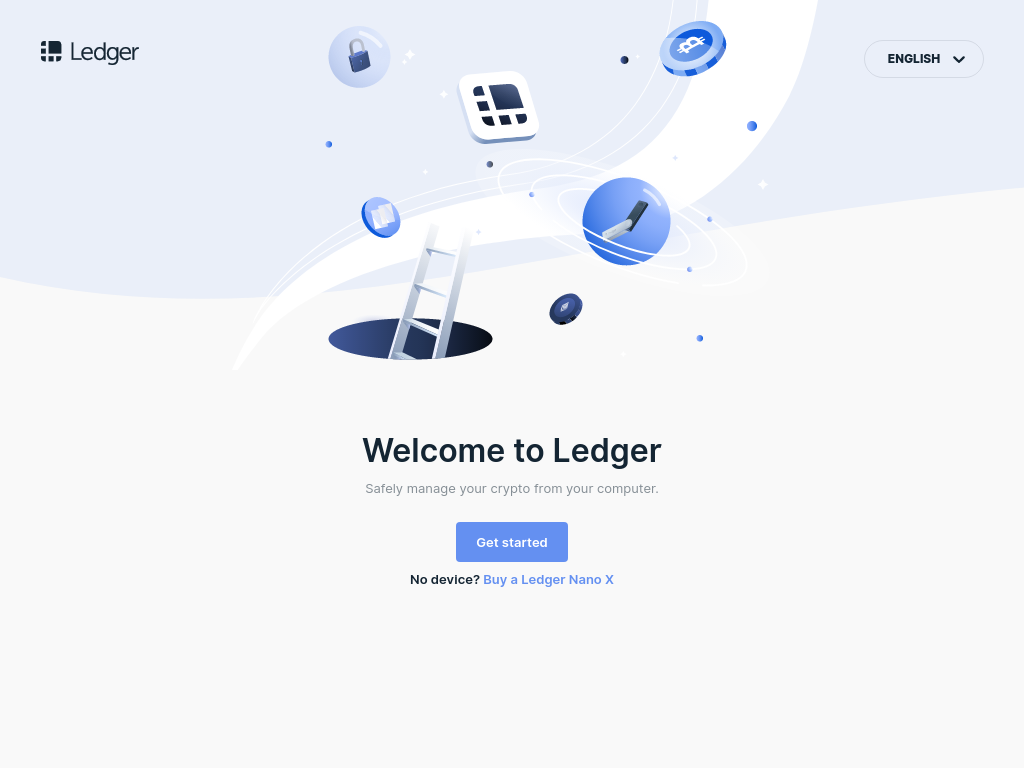 Ledger
ENGLISH
Welcome to Ledger
Safely manage your crypto from your computer.
Get started
No device? Buy a Ledger Nano X